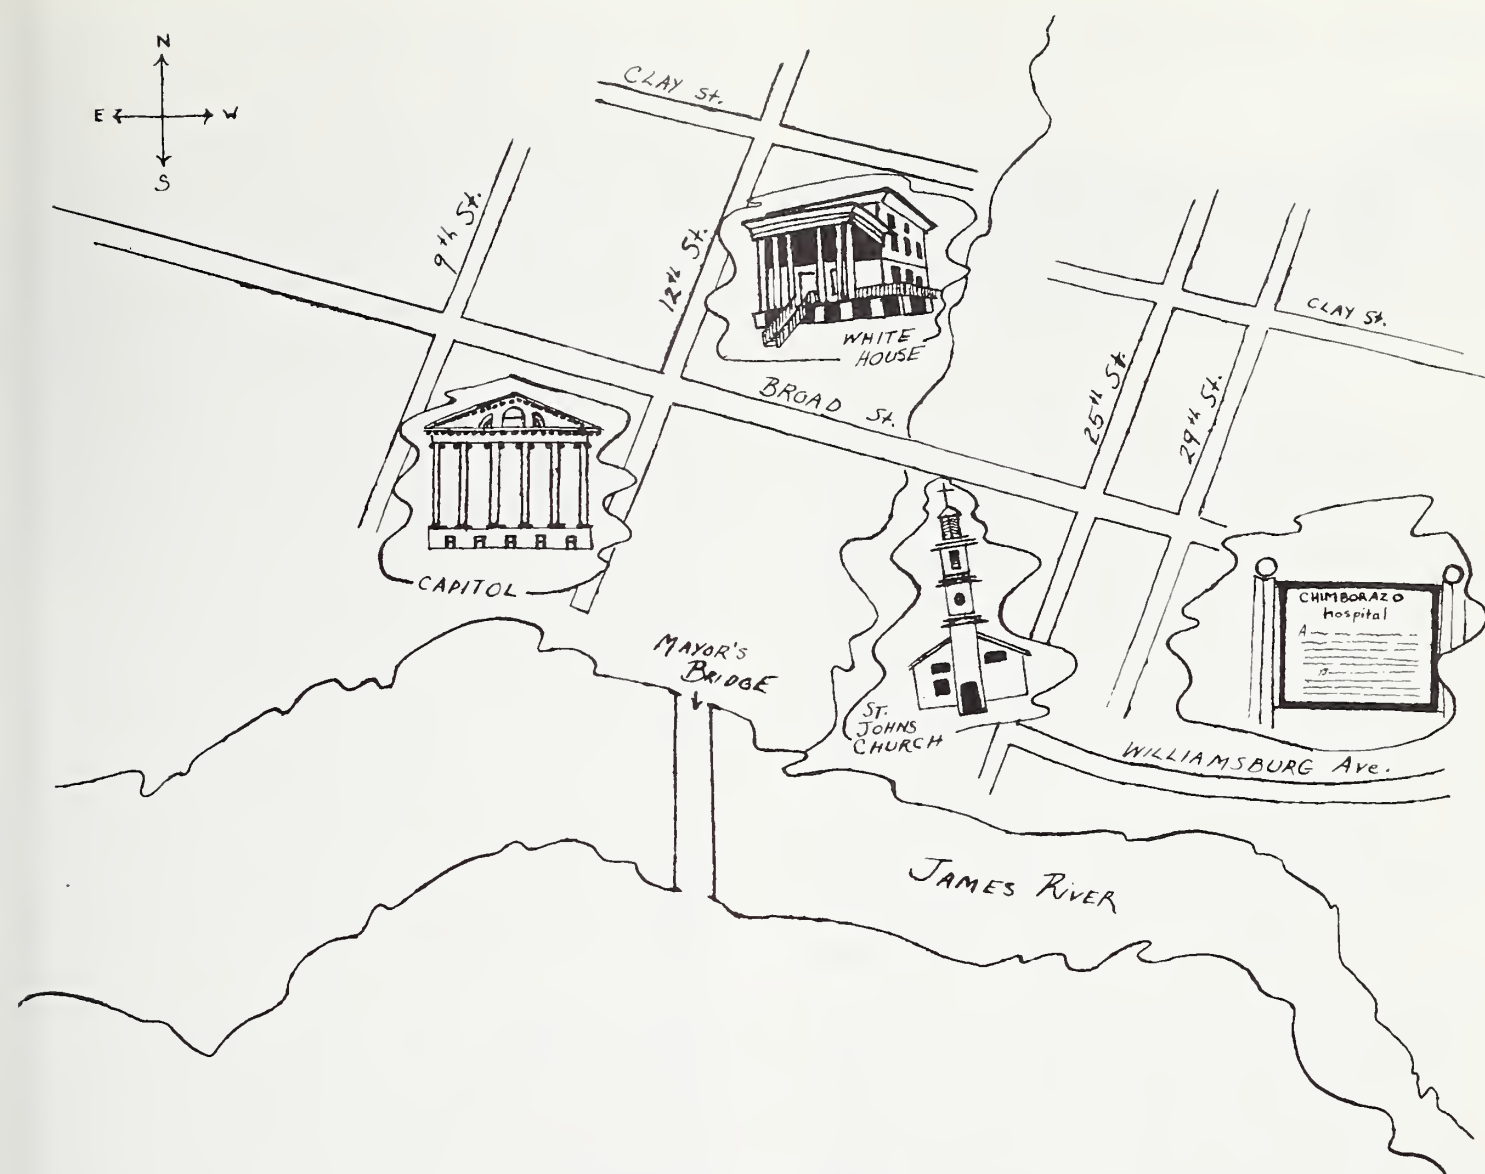 N
E W
S
CLAY St.
9th St.
12th St.
WHITE
HOUSE
BROAD St.
CLAY St.
25th St.
29th St.
CAPITOL
MAYOR'S
BRIDGE
ST.
JOHNS
CHURCH
CHIMBORAZO
hospital
A
WILLIAMSBURG Ave.
JAMES RIVER